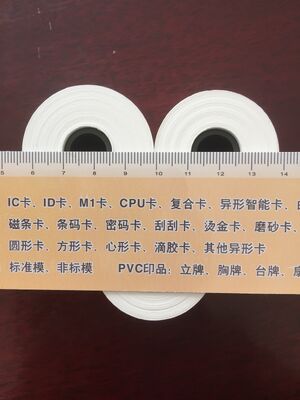 5 6 7 8 9 10 11 12 13 14
IC卡、ID卡、M1卡、CPU卡、复合卡、异形智能卡、
磁条卡、条码卡、密码卡、刮刮卡、烫金卡、磨砂卡、
圆形卡、方形卡、心形卡、滴胶卡、其他异形卡
标准模、非标模 PVC印品：立牌、胸牌、台牌、